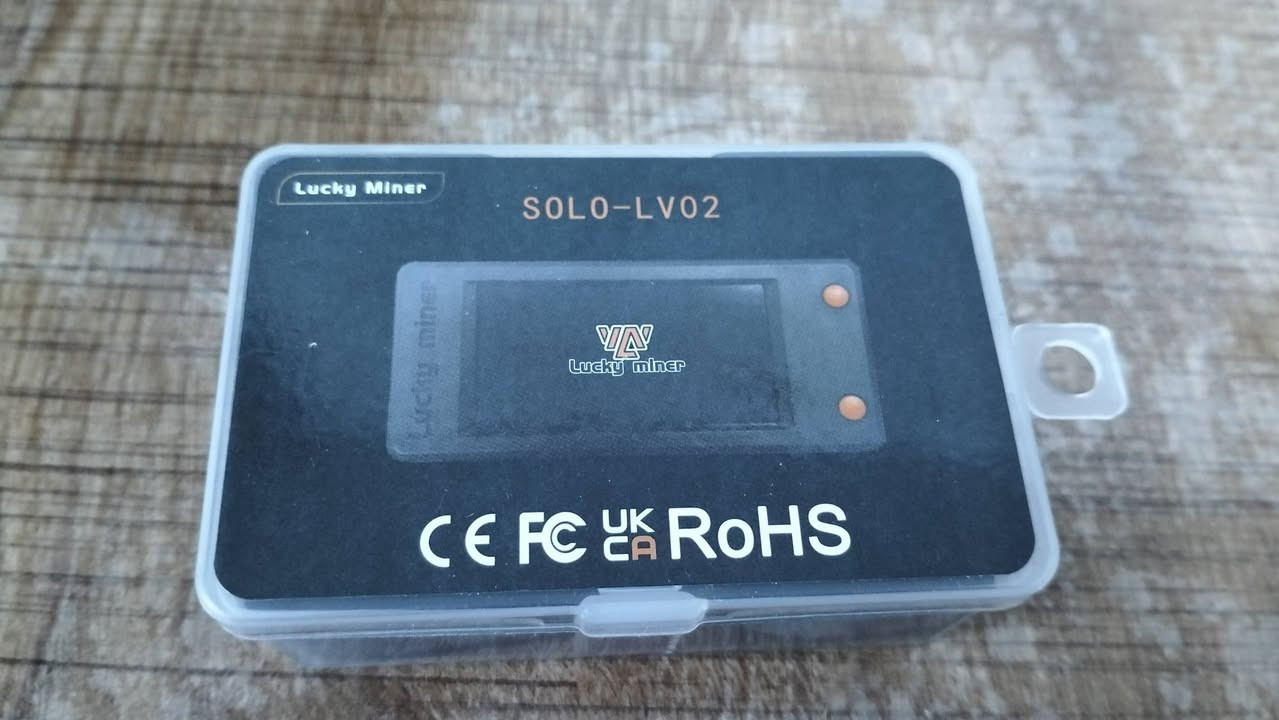 Lucky Miner
SOLO-LV02
Lucky miner
Lucky miner
CE FC UK CA RoHS